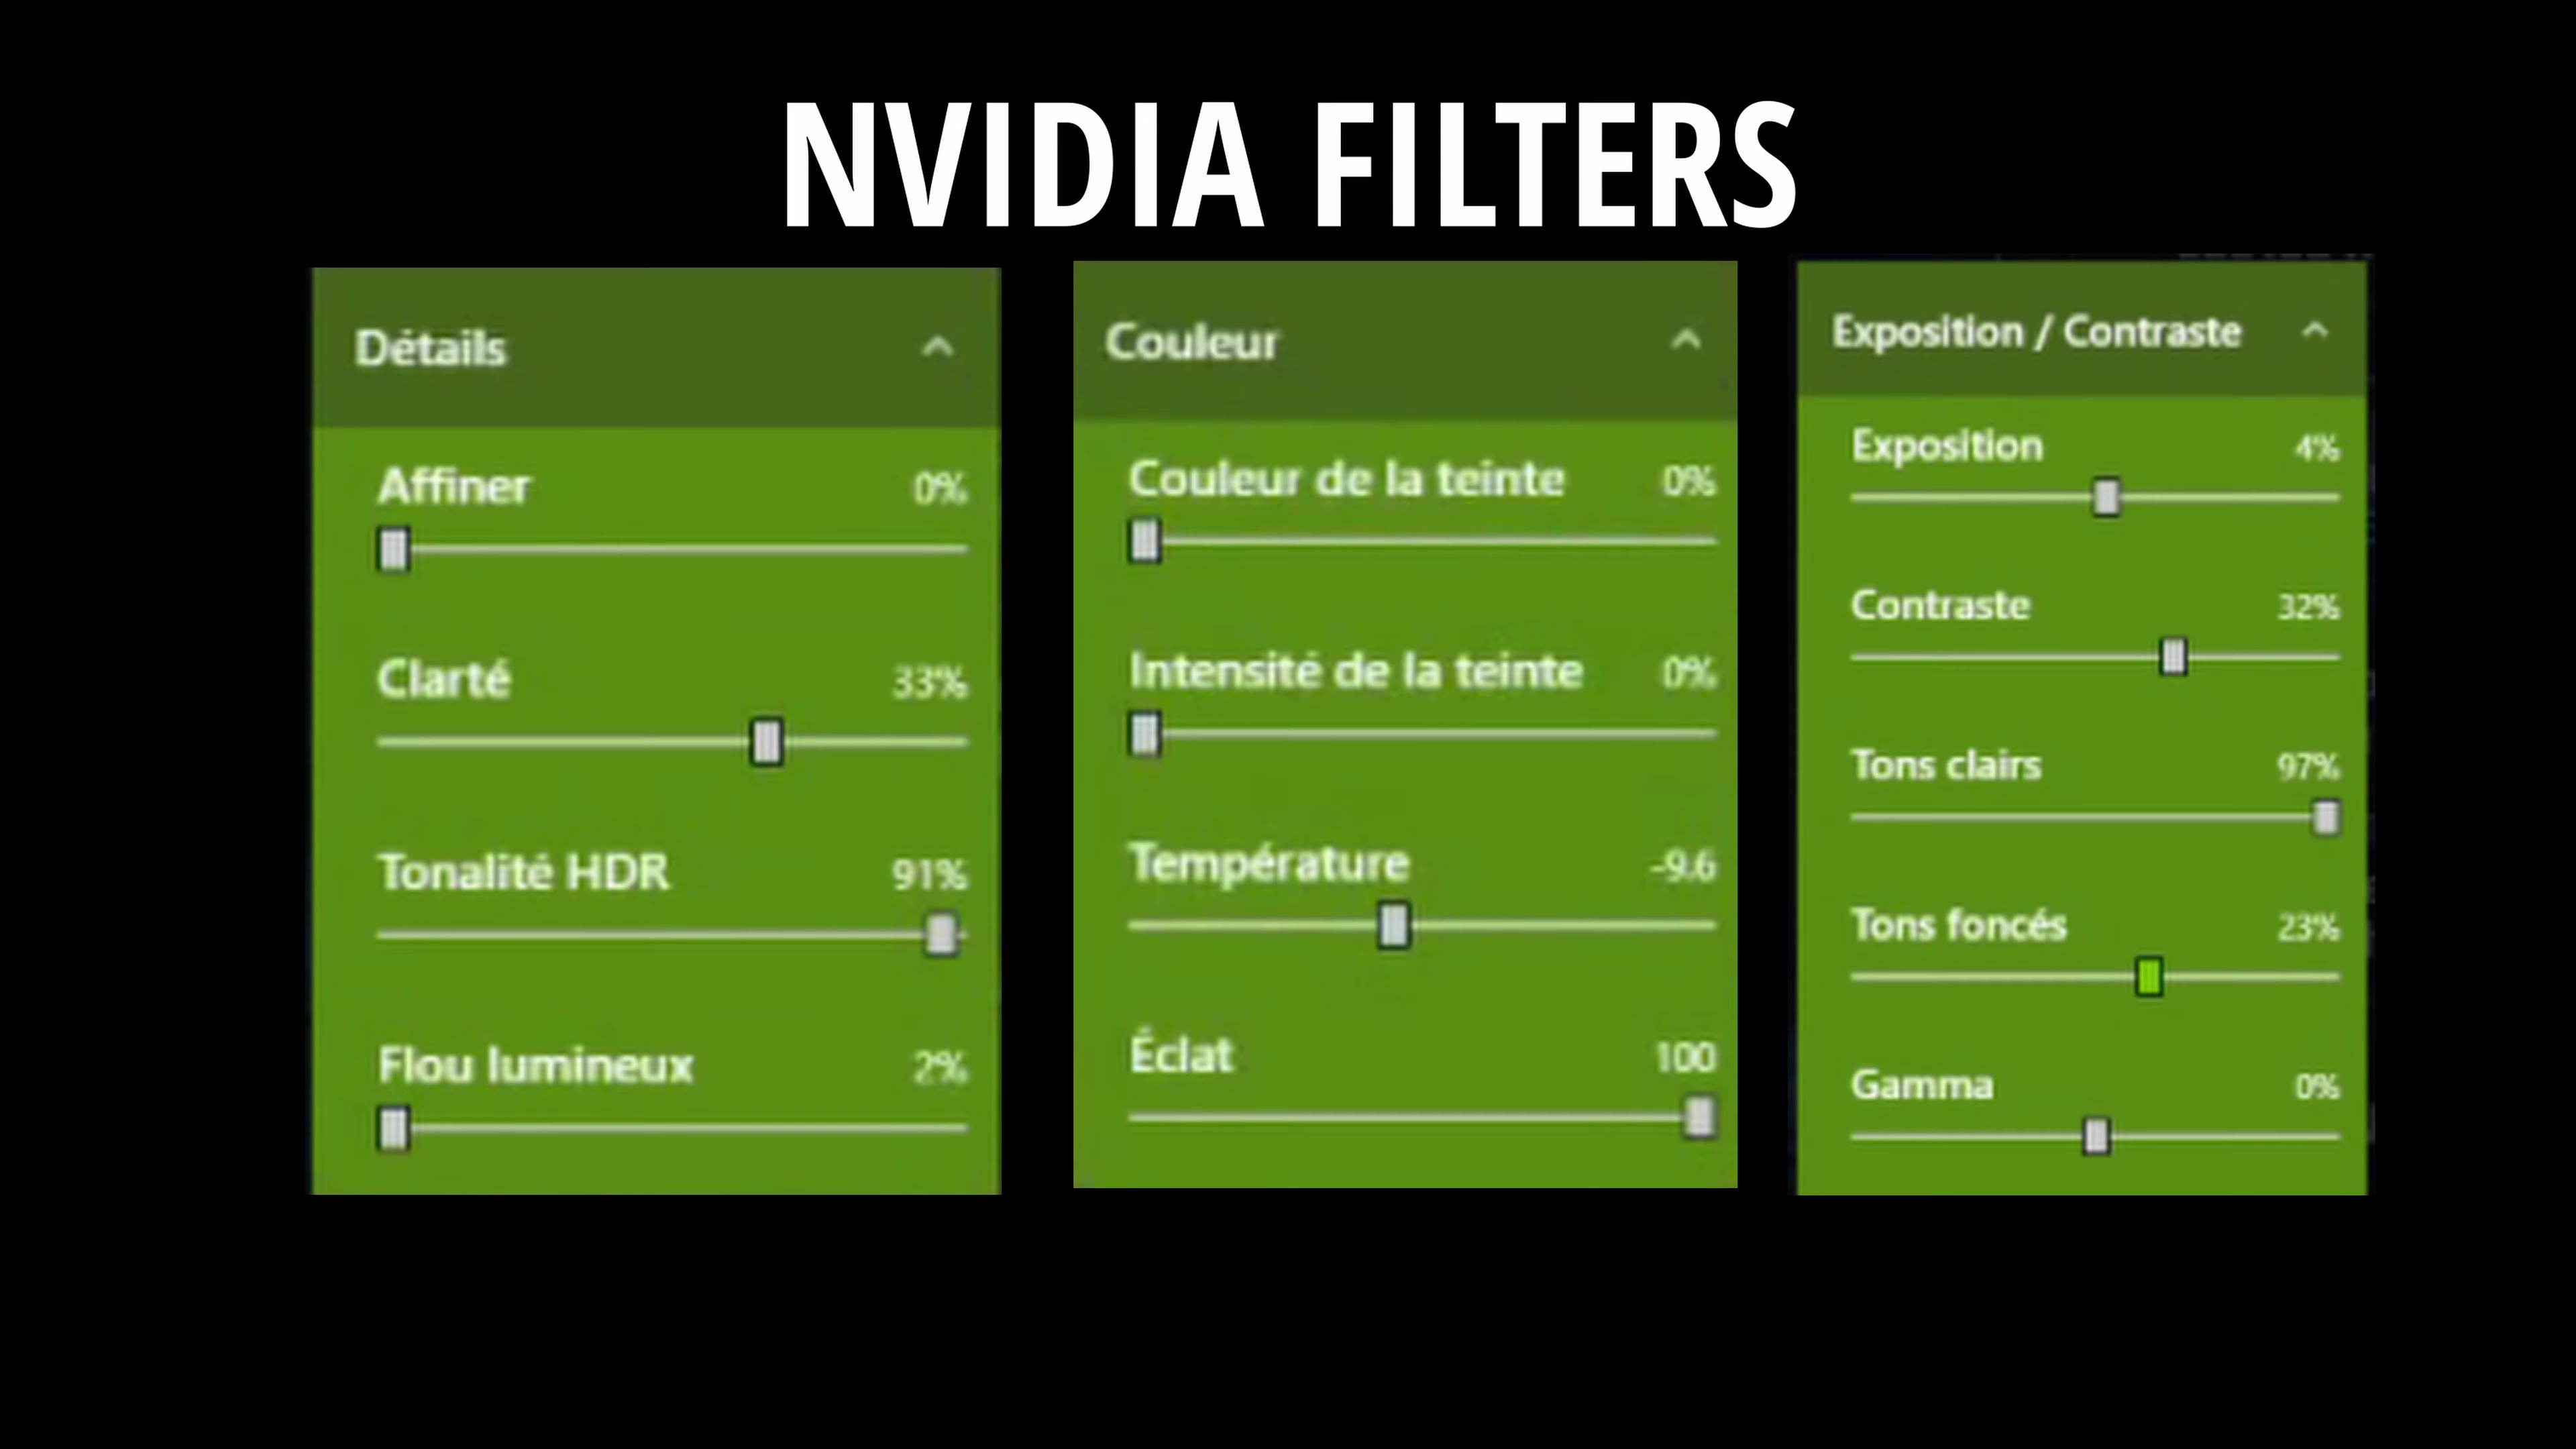 NVIDIA FILTERS
Détails
Affiner 0%
Clarté 33%
Tonalité HDR 91%
Flou lumineux 2%
Couleur
Couleur de la teinte 0%
Intensité de la teinte 0%
Température -9.6
Éclat 100
Exposition / Contraste
Exposition 4%
Contraste 32%
Tons clairs 97%
Tons foncés 23%
Gamma 0%